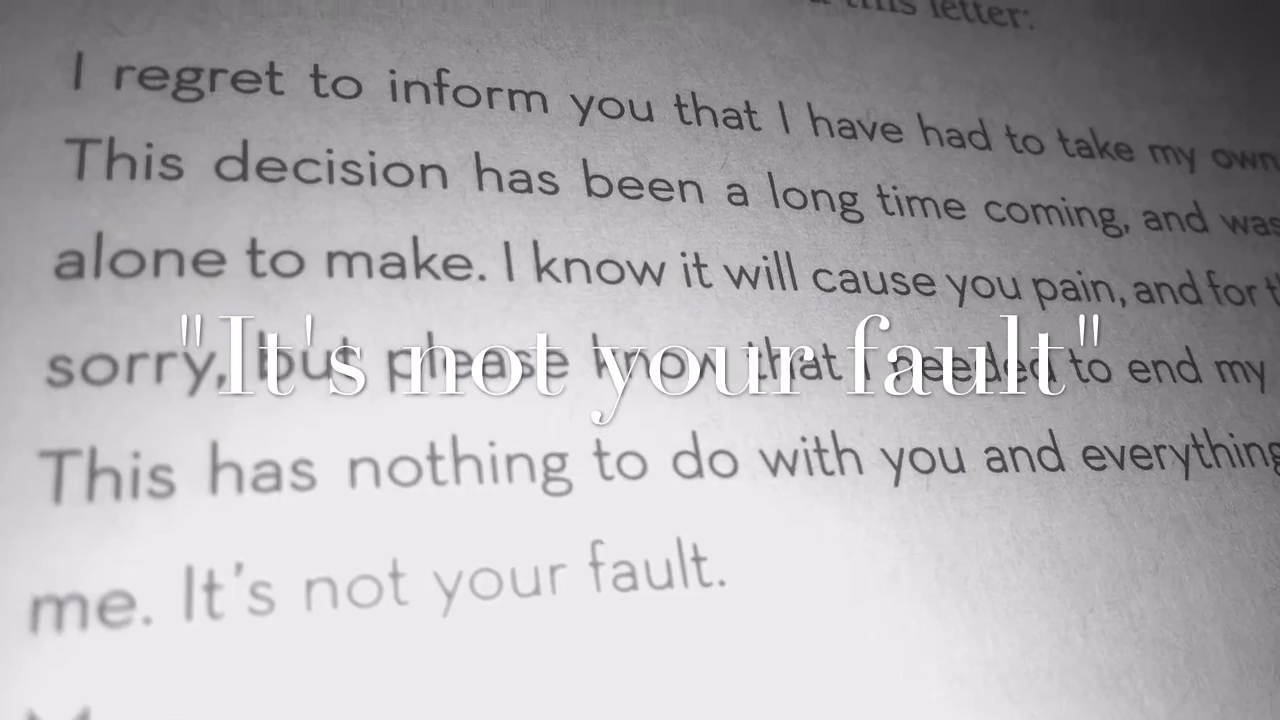 this letter:
I regret to inform you that I have had to take my own
This decision has been a long time coming, and was
alone to make. I know it will cause you pain, and for
sorry, but please know that I needed to end my
"It's not your fault"
This has nothing to do with you and everything
me. It's not your fault.